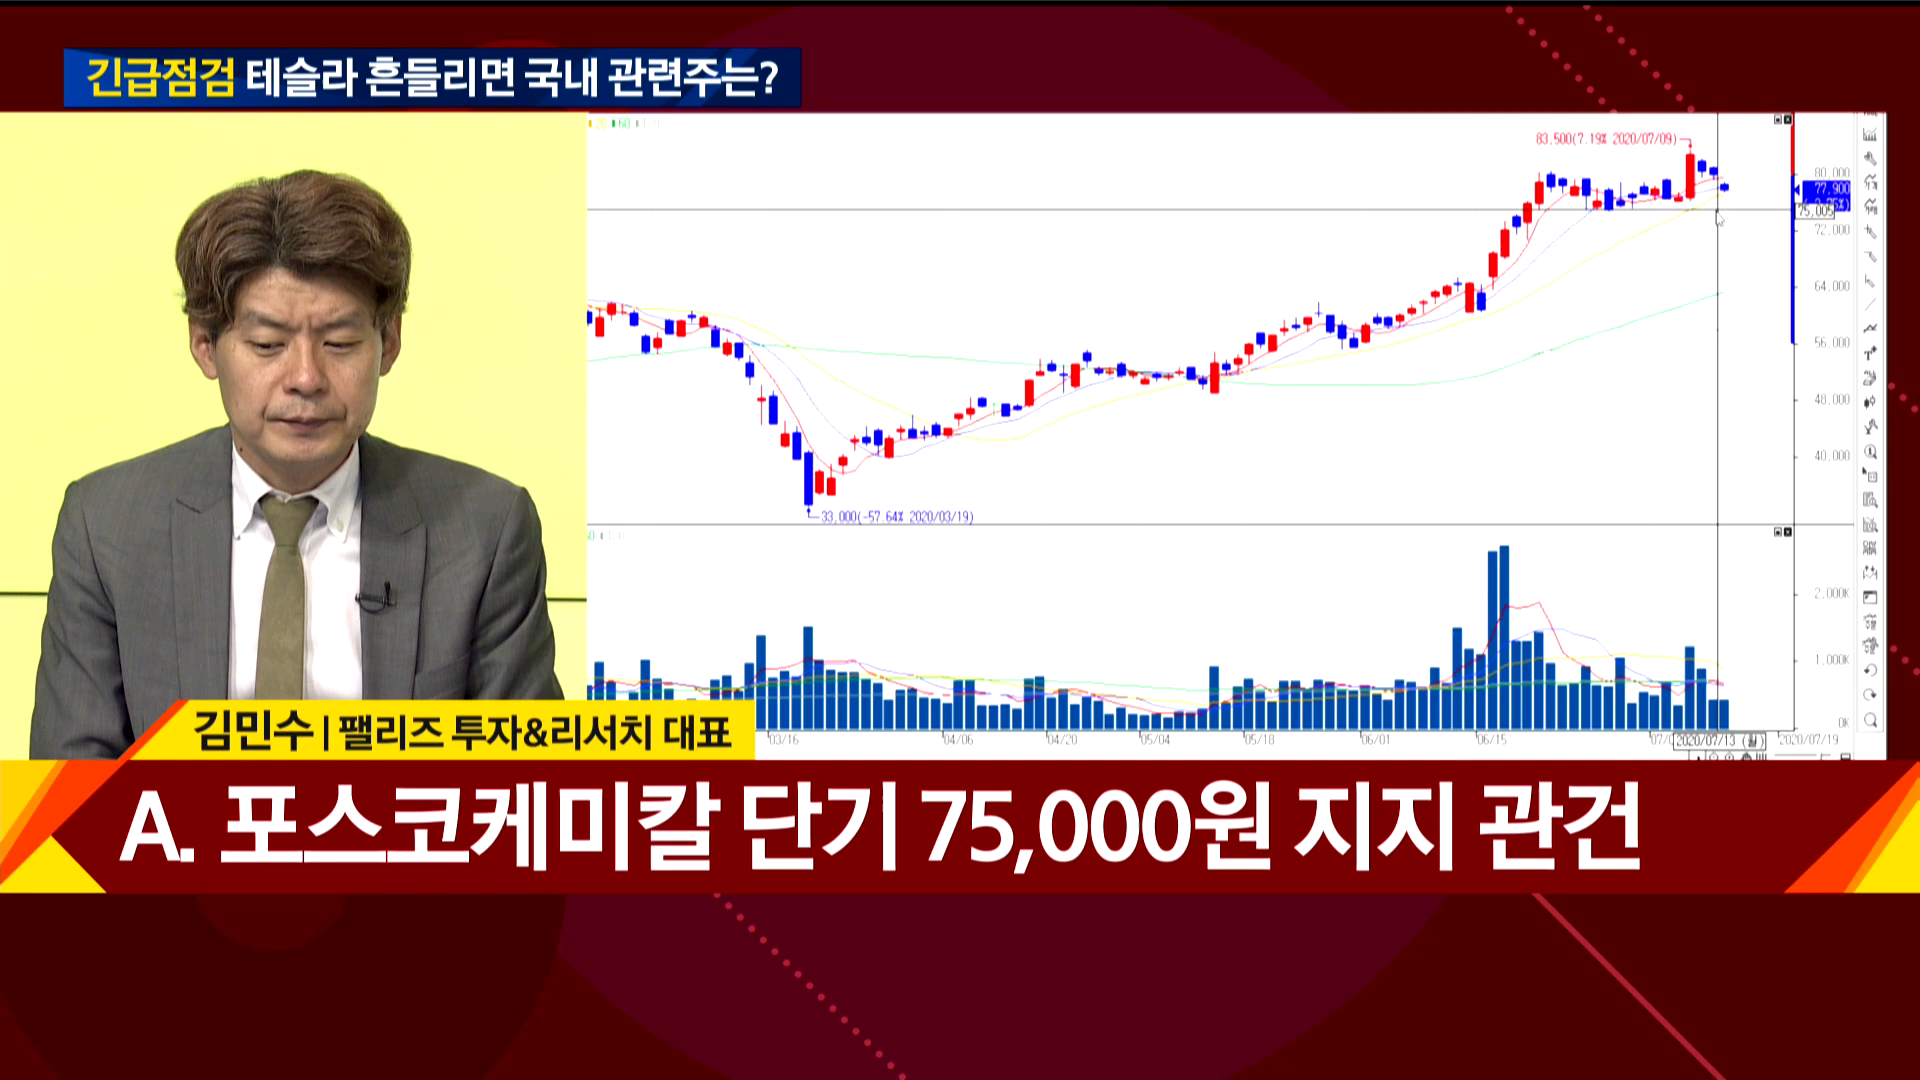 긴급점검 테슬라 흔들리면 국내 관련주는?
60
83,500(7.19% 2020/07/09)
80,000
77,900
75,005
72,000
64,000
56,000
48,000
40,000
33,000(-57.64% 2020/03/19)
2,000K
1,000K
0K
03/16
04/06
04/20
05/04
05/18
06/01
06/15
2020/07/13 (월)
2020/07/19
김민수 | 팰리즈 투자&리서치 대표
A. 포스코케미칼 단기 75,000원 지지 관건